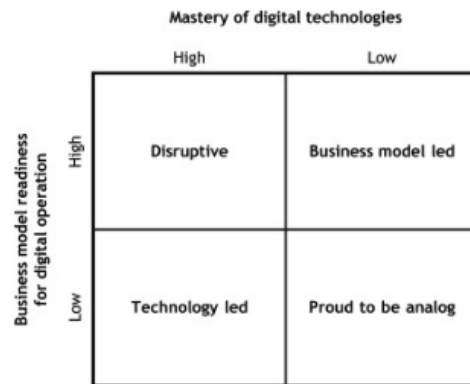 Mastery of digital technologies
High Low
Business model readiness
for digital operation
High
Disruptive Business model led
Low
Technology led Proud to be analog